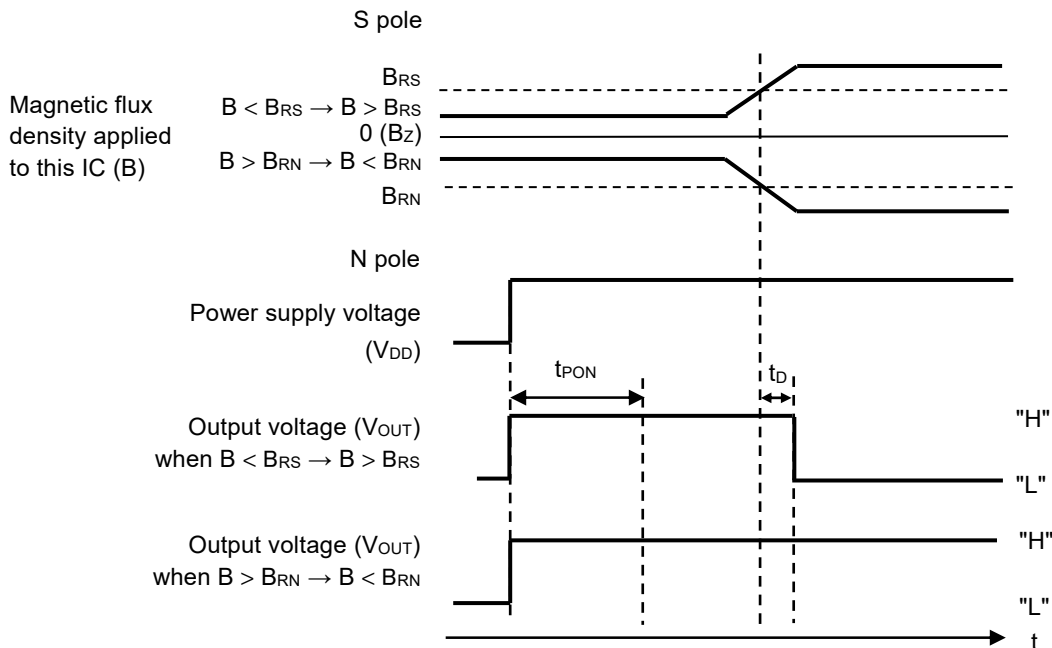 S pole
BRS
Magnetic flux
density applied
to this IC (B)
B < BRS → B > BRS
0 (BZ)
B > BRN → B < BRN
BRN
N pole
Power supply voltage
(VDD)
tPON
tD
Output voltage (VOUT)
when B < BRS → B > BRS
"H"
"L"
Output voltage (VOUT)
when B > BRN → B < BRN
"H"
"L"
t